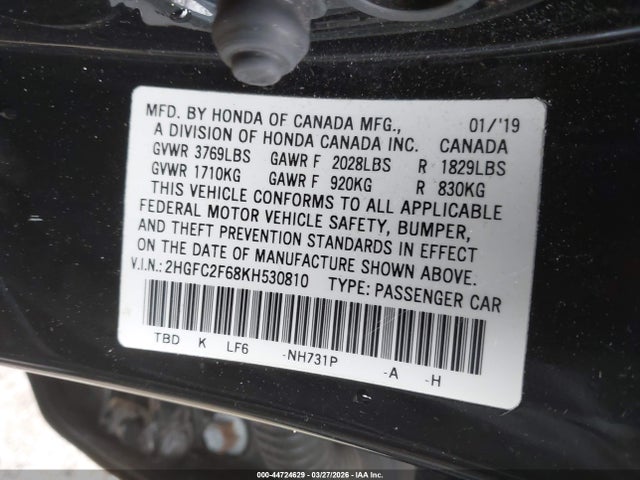 MFD. BY HONDA OF CANADA MFG., 01/'19
A DIVISION OF HONDA CANADA INC. CANADA
GVWR 3769LBS GAWR F 2028LBS R 1829LBS
GVWR 1710KG GAWR F 920KG R 830KG
THIS VEHICLE CONFORMS TO ALL APPLICABLE
FEDERAL MOTOR VEHICLE SAFETY, BUMPER,
AND THEFT PREVENTION STANDARDS IN EFFECT
ON THE DATE OF MANUFACTURE SHOWN ABOVE.
V.I.N.: 2HGFC2F68KH530810 TYPE: PASSENGER CAR
TBD K LF6 -NH731P -A -H
000-44724629 - 03/27/2026 - IAA Inc.